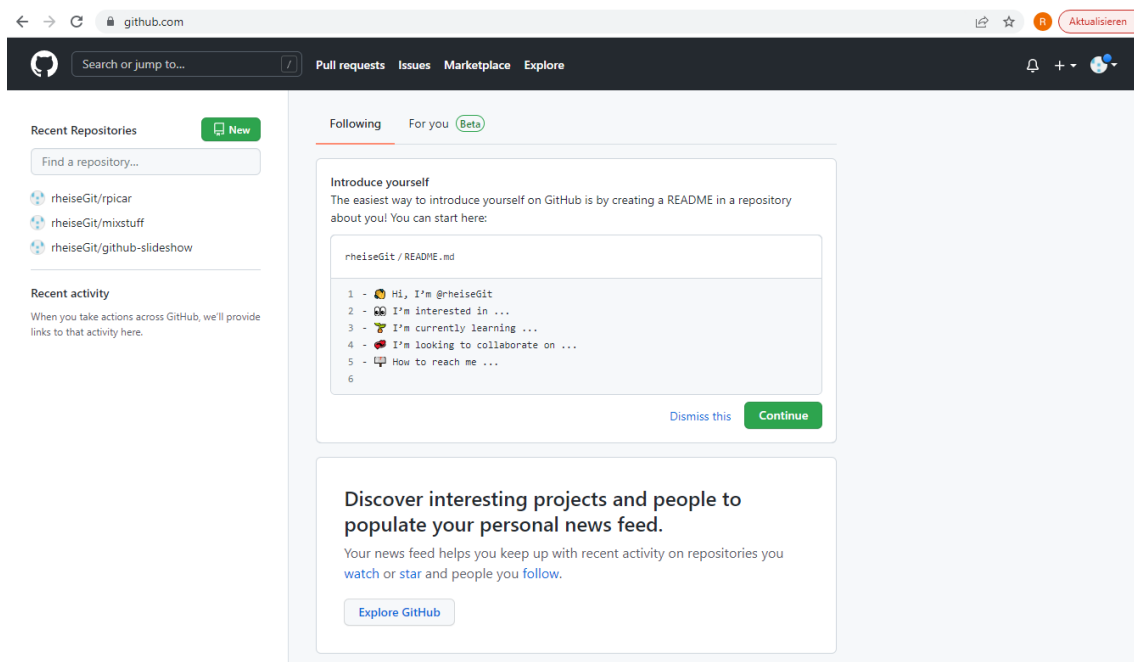 github.com
R
Aktualisieren
Search or jump to...
/
Pull requests Issues Marketplace Explore
Recent Repositories
New
Find a repository...
rheiseGit/rpicar
rheiseGit/mixstuff
rheiseGit/github-slideshow
Recent activity
When you take actions across GitHub, we'll provide
links to that activity here.
Following For you Beta
Introduce yourself
The easiest way to introduce yourself on GitHub is by creating a README in a repository
about you! You can start here:
rheiseGit / README.md
1 - 👋 Hi, I'm @rheiseGit
2 - 👀 I'm interested in ...
3 - 🌱 I'm currently learning ...
4 - 💞️ I'm looking to collaborate on ...
5 - 📫 How to reach me ...
6
Dismiss this Continue
Discover interesting projects and people to
populate your personal news feed.
Your news feed helps you keep up with recent activity on repositories you
watch or star and people you follow.
Explore GitHub